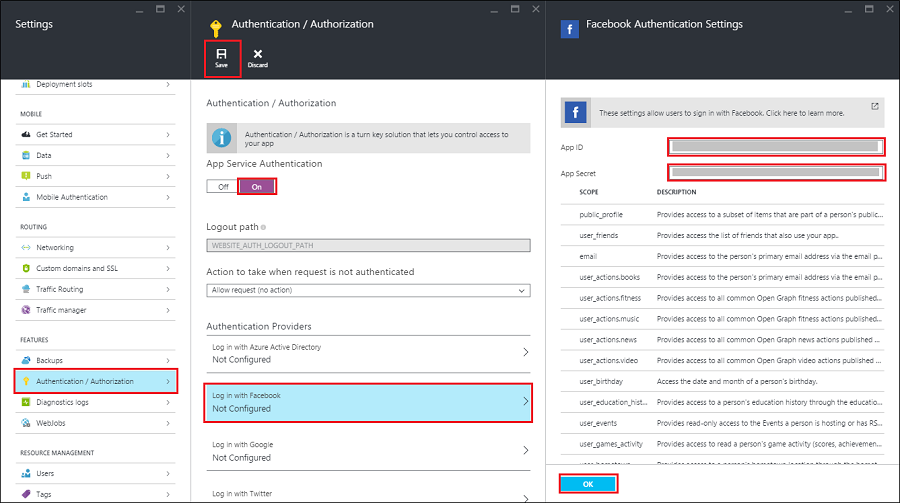 Settings
Deployment slots
MOBILE
Get Started
Data
Push
Mobile Authentication
ROUTING
Networking
Custom domains and SSL
Traffic Routing
Traffic manager
FEATURES
Backups
Authentication / Authorization
Diagnostics logs
WebJobs
RESOURCE MANAGEMENT
Users
Tags
Authentication / Authorization
Save
Discard
Authentication / Authorization
Authentication / Authorization is a turn key solution that lets you control access to
your app
App Service Authentication
Off
On
Logout path
WEBSITE_AUTH_LOGOUT_PATH
Action to take when request is not authenticated
Allow request (no action)
Authentication Providers
Log in with Azure Active Directory
Not Configured
Log in with Facebook
Not Configured
Log in with Google
Not Configured
Log in with Twitter
Facebook Authentication Settings
These settings allow users to sign in with Facebook. Click here to learn more.
App ID
App Secret
SCOPE DESCRIPTION
public_profile Provides access to a subset of items that are part of a person's public...
user_friends Provides access the list of friends that also use your app..
email Provides access to the person's primary email address via the email p...
user_actions.books Provides access to the person's primary email address via the email p...
user_actions.fitness Provides access to all common Open Graph fitness actions published...
user_actions.music Provides access to all common Open Graph fitness actions published...
user_actions.news Provides access to all common Open Graph news actions published ...
user_actions.video Provides access to all common Open Graph video actions published ...
user_birthday Access the date and month of a person's birthday.
user_education_hist... Provides access to a person's education history through the education...
user_events Provides read-only access to the Events a person is hosting or has RS...
user_games_activity Provides access to read a person's game activity (scores, achievemen...
OK